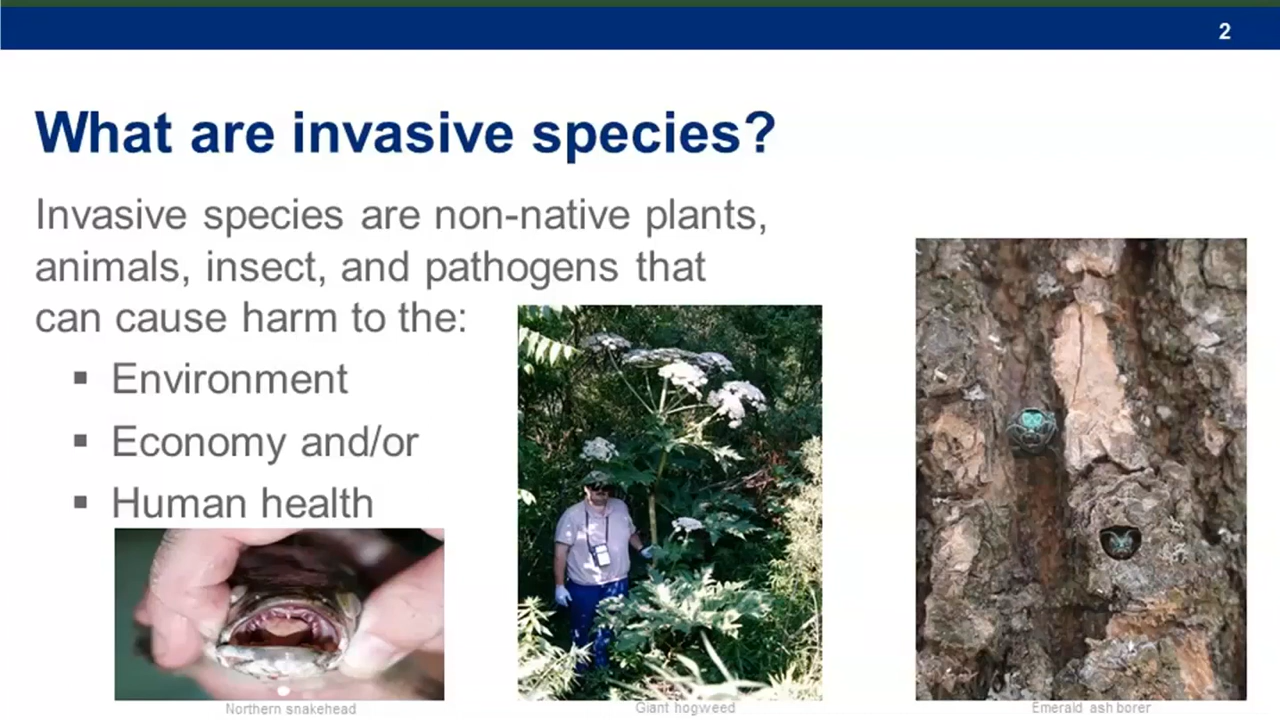 2
What are invasive species?
Invasive species are non-native plants,
animals, insect, and pathogens that
can cause harm to the:
▪ Environment
▪ Economy and/or
▪ Human health
Northern snakehead
Giant hogweed
Emerald ash borer